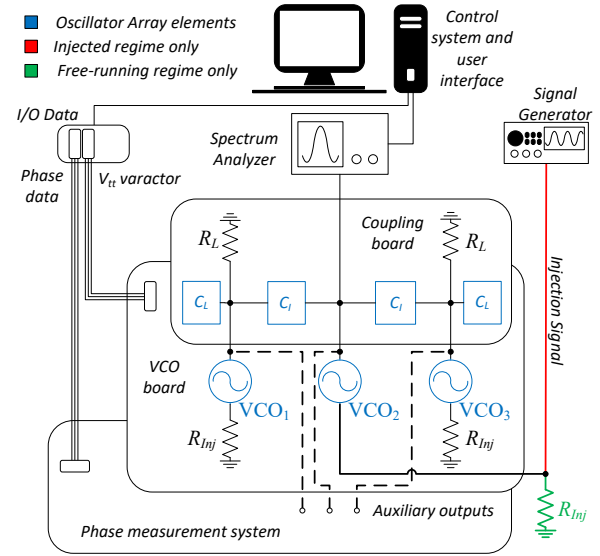 Oscillator Array elements
Injected regime only
Free-running regime only
Control
system and
user
interface
Signal
Generator
I/O Data
Spectrum
Analyzer
Phase
data
Vtt varactor
Coupling
board
RL
RL
CL
CI
CI
CL
Injection Signal
VCO
board
VCO1
VCO2
VCO3
RInj
RInj
RInj
Auxiliary outputs
Phase measurement system